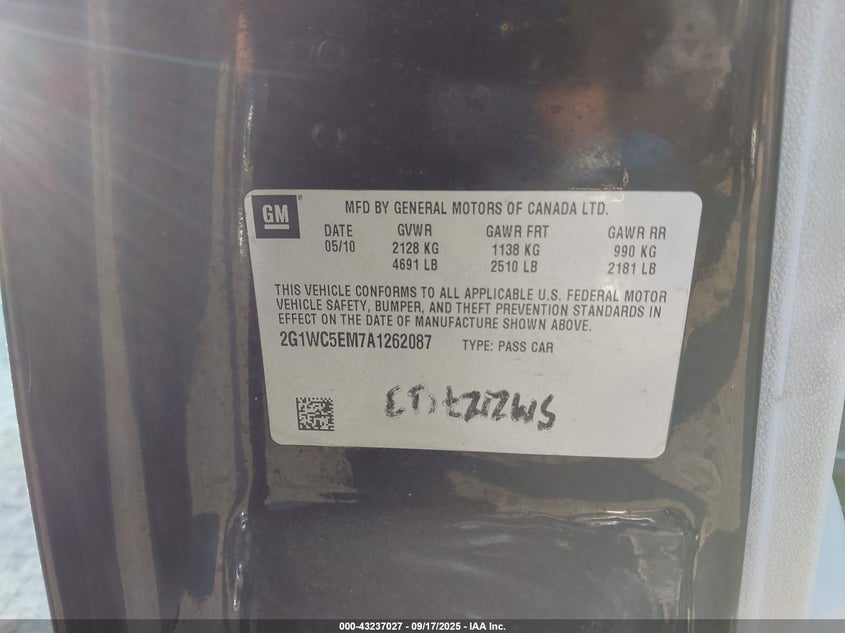 GM ®
MFD BY GENERAL MOTORS OF CANADA LTD.
DATE GVWR GAWR FRT GAWR RR
05/10 2128 KG 1138 KG 990 KG
4691 LB 2510 LB 2181 LB
THIS VEHICLE CONFORMS TO ALL APPLICABLE U.S. FEDERAL MOTOR
VEHICLE SAFETY, BUMPER, AND THEFT PREVENTION STANDARDS IN
EFFECT ON THE DATE OF MANUFACTURE SHOWN ABOVE.
2G1WC5EM7A1262087 TYPE: PASS CAR
000-43237027 - 09/17/2025 - IAA Inc.